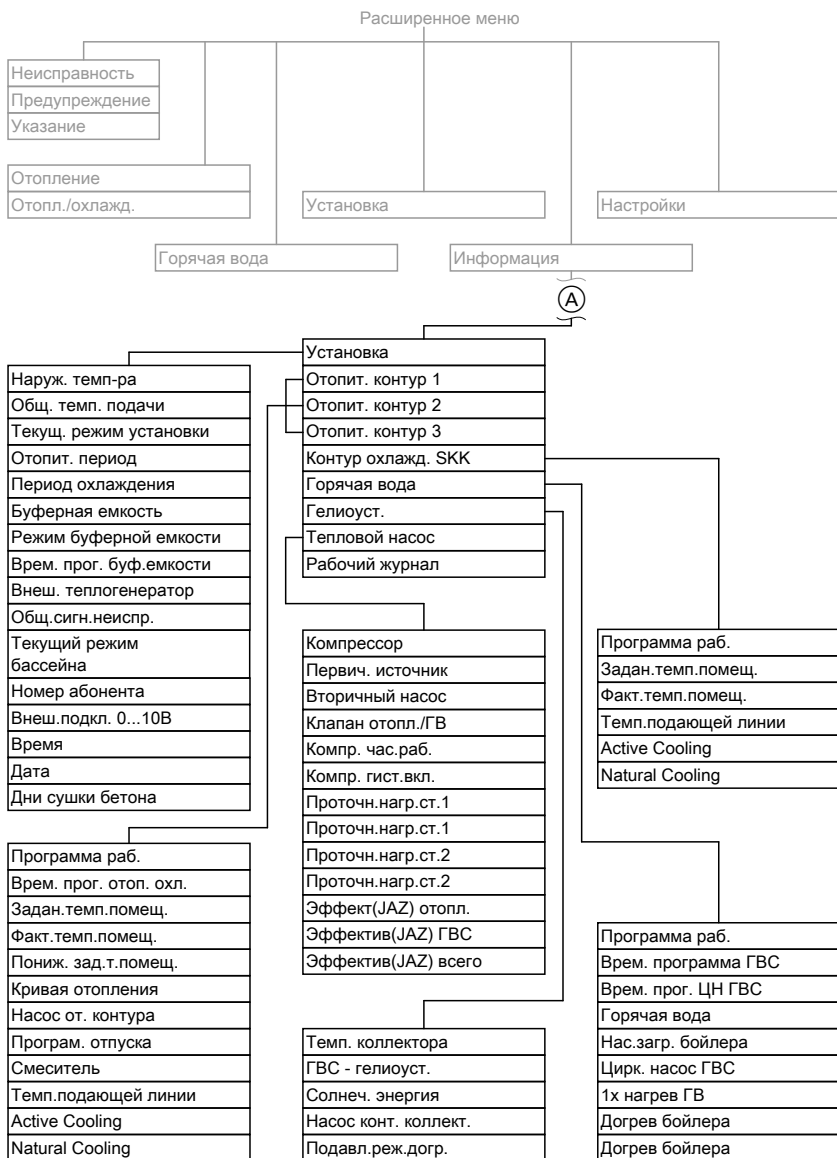 Расширенное меню
Неисправность
Предупреждение
Указание
Отопление
Отопл./охлажд.
Установка
Настройки
Горячая вода
Информация
A
Установка
Отопит. контур 1
Отопит. контур 2
Отопит. контур 3
Контур охлажд. SKK
Горячая вода
Гелиоуст.
Тепловой насос
Рабочий журнал
Наруж. темп-ра
Общ. темп. подачи
Текущ. режим установки
Отопит. период
Период охлаждения
Буферная емкость
Режим буферной емкости
Врем. прог. буф.емкости
Внеш. теплогенератор
Общ.сигн.неиспр.
Текущий режим
бассейна
Номер абонента
Внеш.подкл. 0...10В
Время
Дата
Дни сушки бетона
Компрессор
Первич. источник
Вторичный насос
Клапан отопл./ГВ
Компр. час.раб.
Компр. гист.вкл.
Проточн.нагр.ст.1
Проточн.нагр.ст.1
Проточн.нагр.ст.2
Проточн.нагр.ст.2
Эффект(JAZ) отопл.
Эффектив(JAZ) ГВС
Эффектив(JAZ) всего
Программа раб.
Задан.темп.помещ.
Факт.темп.помещ.
Темп.подающей линии
Active Cooling
Natural Cooling
Программа раб.
Врем. прог. отоп. охл.
Задан.темп.помещ.
Факт.темп.помещ.
Пониж. зад.т.помещ.
Кривая отопления
Насос от. контура
Програм. отпуска
Смеситель
Темп.подающей линии
Active Cooling
Natural Cooling
Темп. коллектора
ГВС - гелиоуст.
Солнеч. энергия
Насос конт. коллект.
Подавл.реж.догр.
Программа раб.
Врем. программа ГВС
Врем. прог. ЦН ГВС
Горячая вода
Нас.загр. бойлера
Цирк. насос ГВС
1х нагрев ГВ
Догрев бойлера
Догрев бойлера